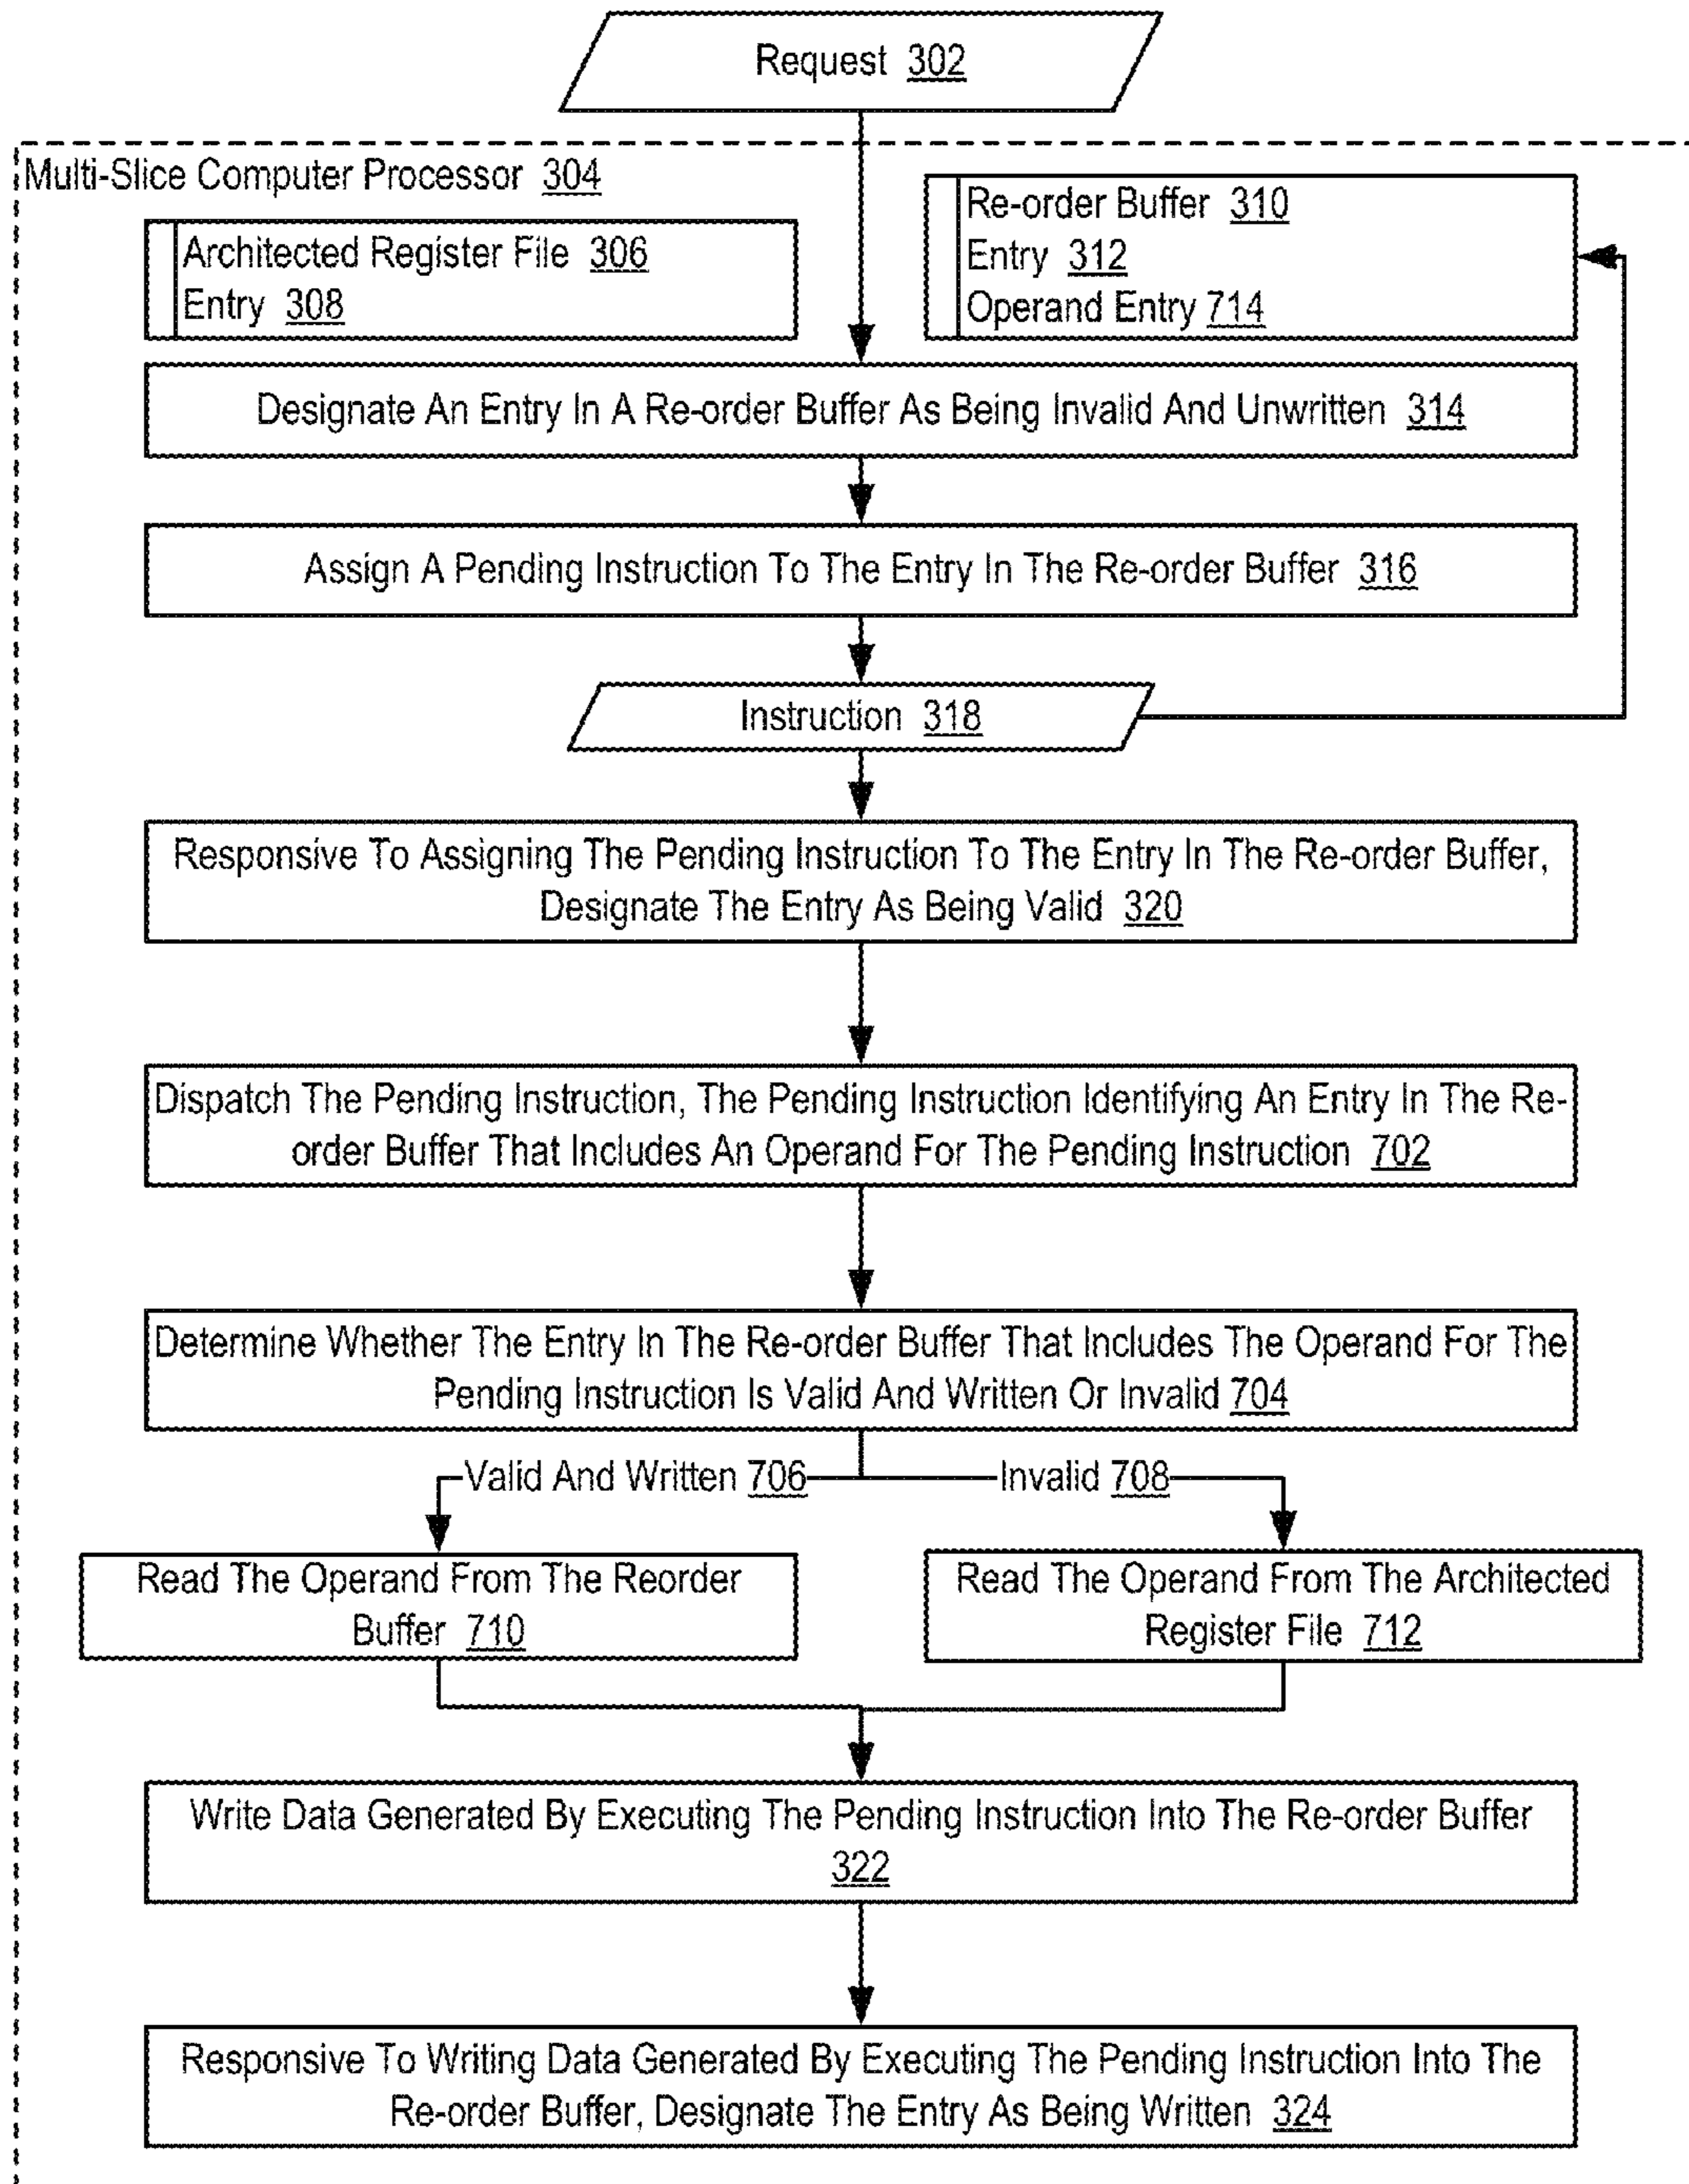 Request 302
Multi-Slice Computer Processor 304
Architected Register File 306
Entry 308
Re-order Buffer 310
Entry 312
Operand Entry 714
Designate An Entry In A Re-order Buffer As Being Invalid And Unwritten 314
Assign A Pending Instruction To The Entry In The Re-order Buffer 316
Instruction 318
Responsive To Assigning The Pending Instruction To The Entry In The Re-order Buffer,
Designate The Entry As Being Valid 320
Dispatch The Pending Instruction, The Pending Instruction Identifying An Entry In The Re-
order Buffer That Includes An Operand For The Pending Instruction 702
Determine Whether The Entry In The Re-order Buffer That Includes The Operand For The
Pending Instruction Is Valid And Written Or Invalid 704
Valid And Written 706
Invalid 708
Read The Operand From The Reorder
Buffer 710
Read The Operand From The Architected
Register File 712
Write Data Generated By Executing The Pending Instruction Into The Re-order Buffer
322
Responsive To Writing Data Generated By Executing The Pending Instruction Into The
Re-order Buffer, Designate The Entry As Being Written 324